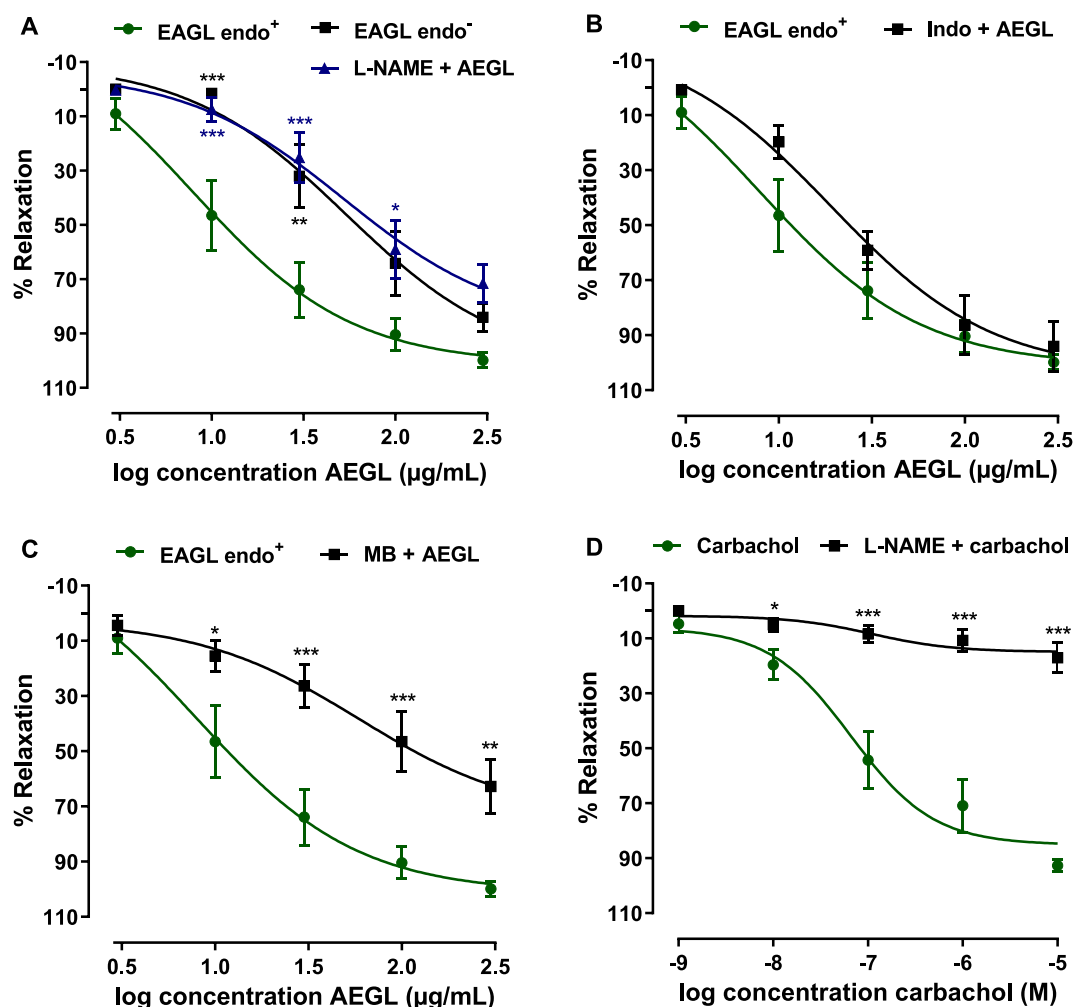 A
EAGL endo+
EAGL endo-
L-NAME + AEGL
-10
10
30
50
70
90
110
% Relaxation
***
***
***
**
*
0.5 1.0 1.5 2.0 2.5
log concentration AEGL (µg/mL)
B
EAGL endo+
Indo + AEGL
-10
10
30
50
70
90
110
% Relaxation
0.5 1.0 1.5 2.0 2.5
log concentration AEGL (µg/mL)
C
EAGL endo+
MB + AEGL
-10
10
30
50
70
90
110
% Relaxation
*
***
***
**
0.5 1.0 1.5 2.0 2.5
log concentration AEGL (µg/mL)
D
Carbachol
L-NAME + carbachol
-10
10
30
50
70
90
110
% Relaxation
*
***
***
***
-9 -8 -7 -6 -5
log concentration carbachol (M)